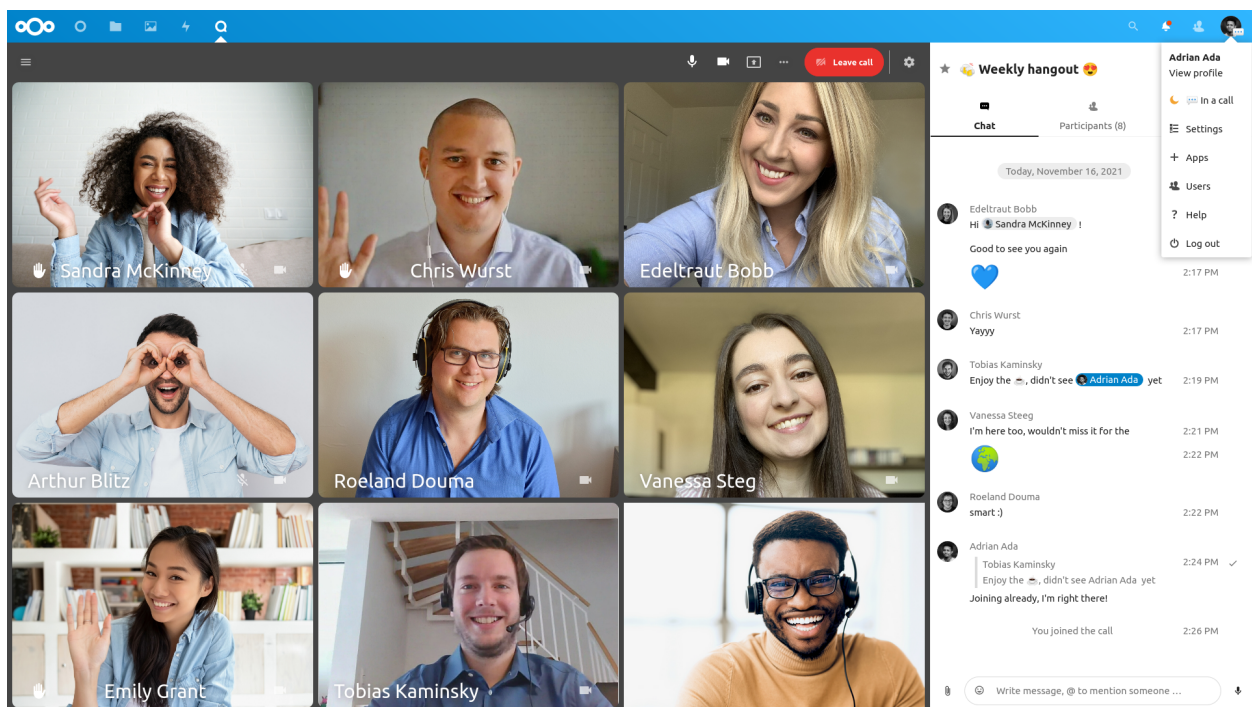 Leave call
Sandra McKinney
Chris Wurst
Edeltraut Bobb
Arthur Blitz
Roeland Douma
Vanessa Steg
Emily Grant
Tobias Kaminsky
Weekly hangout
Chat
Participants (8)
Today, November 16, 2021
Edeltraut Bobb
Hi Sandra McKinney !
Good to see you again
2:17 PM
Chris Wurst
Yayyy 2:17 PM
Tobias Kaminsky
Enjoy the ☕, didn't see Adrian Ada yet 2:19 PM
Vanessa Steeg
I'm here too, wouldn't miss it for the 2:21 PM
2:22 PM
Roeland Douma
smart :) 2:22 PM
Adrian Ada
Tobias Kaminsky 2:24 PM
Enjoy the ☕, didn't see Adrian Ada yet
Joining already, I'm right there!
You joined the call 2:26 PM
Write message, @ to mention someone ...
Adrian Ada
View profile
In a call
Settings
Apps
Users
Help
Log out